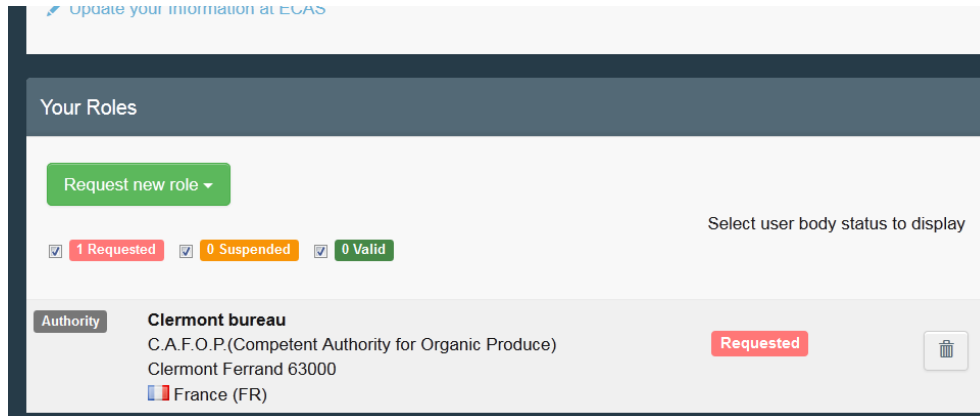 Update your information at ECAS
Your Roles
Request new role
Select user body status to display
1 Requested 0 Suspended 0 Valid
Authority Clermont bureau
C.A.F.O.P.(Competent Authority for Organic Produce) Requested
Clermont Ferrand 63000
France (FR)